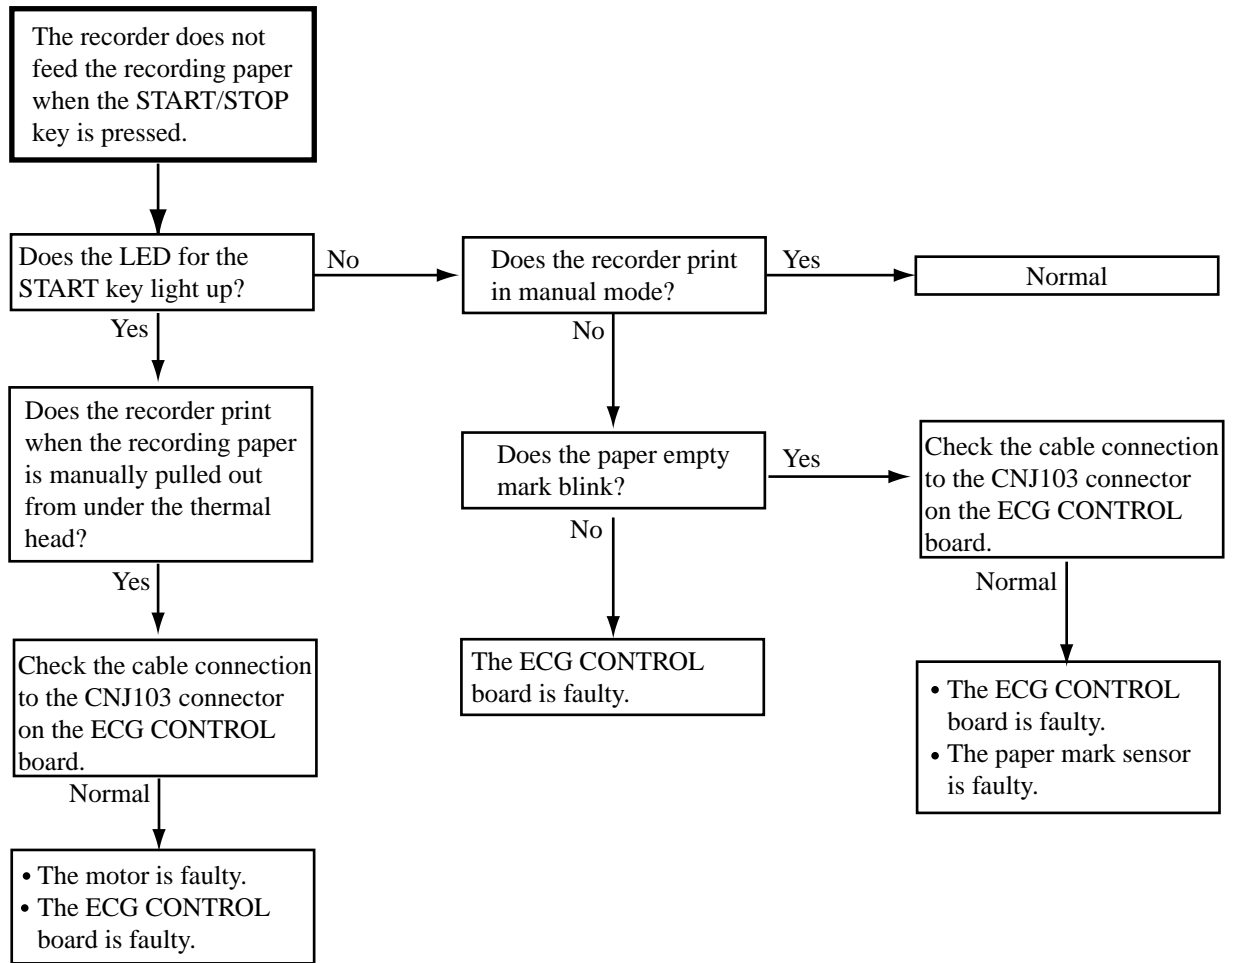 The recorder does not
feed the recording paper
when the START/STOP
key is pressed.
Does the LED for the
START key light up?
No
Does the recorder print
in manual mode?
Yes
Normal
Yes
No
Does the recorder print
when the recording paper
is manually pulled out
from under the thermal
head?
Does the paper empty
mark blink?
Yes
Check the cable connection
to the CNJ103 connector
on the ECG CONTROL
board.
Yes
No
Normal
Check the cable connection
to the CNJ103 connector
on the ECG CONTROL
board.
The ECG CONTROL
board is faulty.
• The ECG CONTROL
board is faulty.
• The paper mark sensor
is faulty.
Normal
• The motor is faulty.
• The ECG CONTROL
board is faulty.